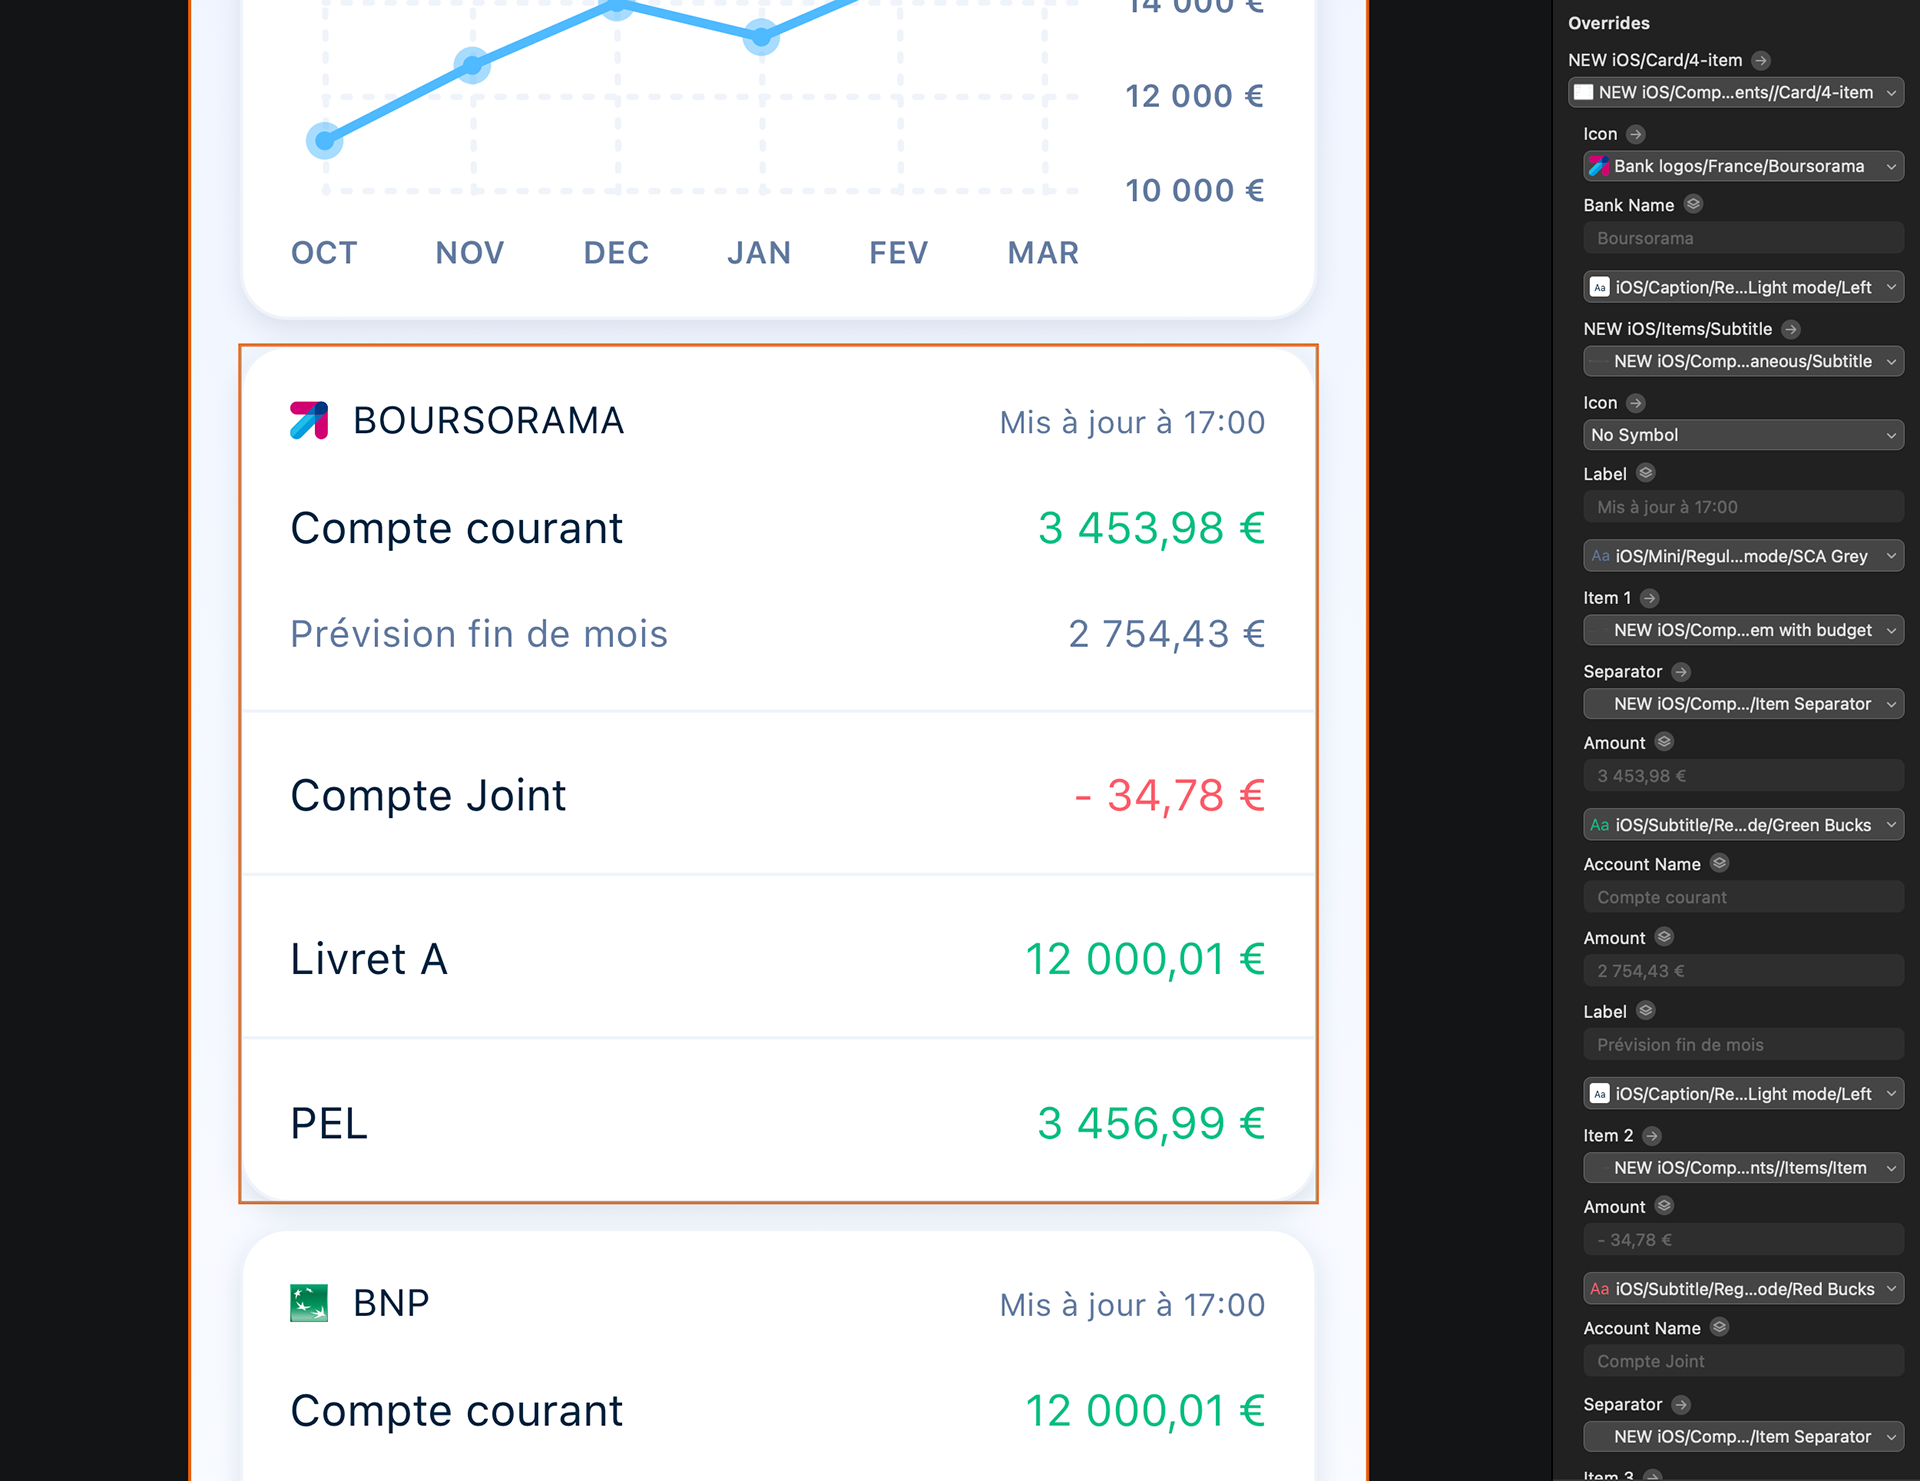 14 000 €
12 000 €
10 000 €
OCT NOV DEC JAN FEV MAR
BOURSORAMA Mis à jour à 17:00
Compte courant 3 453,98 €
Prévision fin de mois 2 754,43 €
Compte Joint - 34,78 €
Livret A 12 000,01 €
PEL 3 456,99 €
BNP Mis à jour à 17:00
Compte courant 12 000,01 €
Overrides
NEW iOS/Card/4-item
NEW iOS/Comp...ents//Card/4-item
Icon
Bank logos/France/Boursorama
Bank Name
Boursorama
Aa iOS/Caption/Re...Light mode/Left
NEW iOS/Items/Subtitle
NEW iOS/Comp...aneous/Subtitle
Icon
No Symbol
Label
Mis à jour à 17:00
Aa iOS/Mini/Regul...mode/SCA Grey
Item 1
NEW iOS/Comp...em with budget
Separator
NEW iOS/Comp.../Item Separator
Amount
3 453,98 €
Aa iOS/Subtitle/Re...de/Green Bucks
Account Name
Compte courant
Amount
2 754,43 €
Label
Prévision fin de mois
Aa iOS/Caption/Re...Light mode/Left
Item 2
NEW iOS/Comp...nts//Items/Item
Amount
- 34,78 €
Aa iOS/Subtitle/Reg...ode/Red Bucks
Account Name
Compte Joint
Separator
NEW iOS/Comp.../Item Separator
Item 3